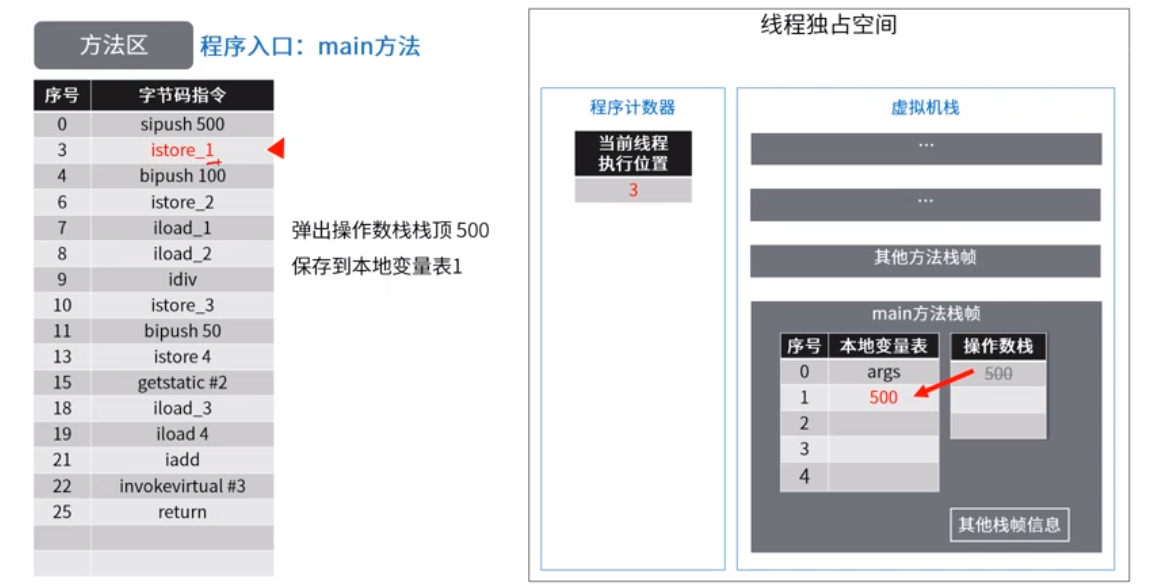 方法区 程序入口：main方法
序号 字节码指令
0 sipush 500
3 istore_1
4 bipush 100
6 istore_2
7 iload_1
8 iload_2
9 idiv
10 istore_3
11 bipush 50
13 istore 4
15 getstatic #2
18 iload_3
19 iload 4
21 iadd
22 invokevirtual #3
25 return
弹出操作数栈栈顶 500
保存到本地变量表1
线程独占空间
程序计数器
当前线程
执行位置
3
虚拟机栈
...
...
其他方法栈帧
main方法栈帧
序号 本地变量表 操作数栈
0 args 500
1 500
2
3
4
其他栈帧信息